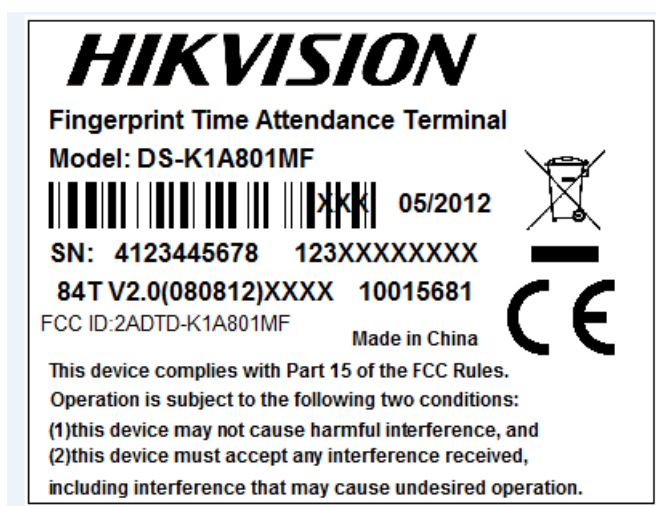 HIKVISION
Fingerprint Time Attendance Terminal
Model: DS-K1A801MF
XXX 05/2012
SN: 4123445678 123XXXXXXXX
84T V2.0(080812)XXXX 10015681
FCC ID:2ADTD-K1A801MF
Made in China
CE
This device complies with Part 15 of the FCC Rules.
Operation is subject to the following two conditions:
(1)this device may not cause harmful interference, and
(2)this device must accept any interference received,
including interference that may cause undesired operation.